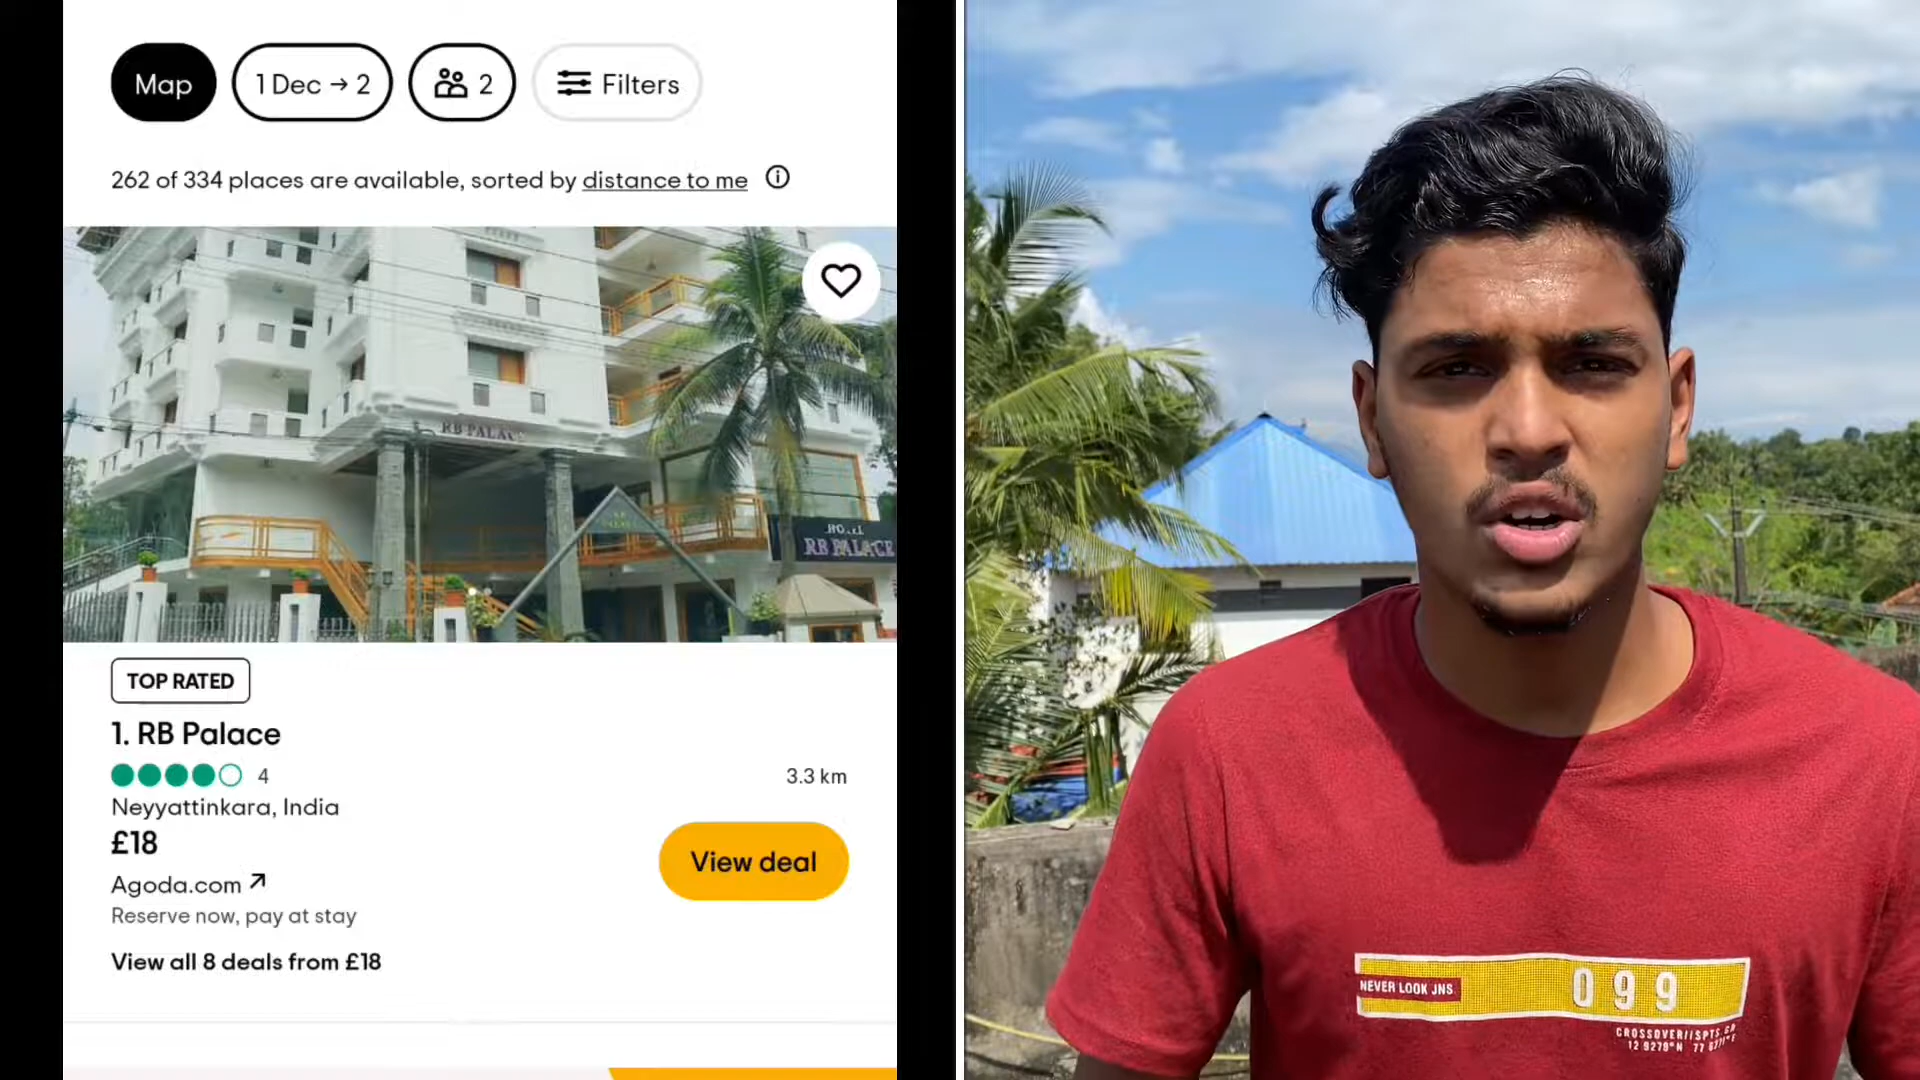 Map
1 Dec → 2
2
Filters
262 of 334 places are available, sorted by distance to me
RB PALACE
RB PALACE
TOP RATED
1. RB Palace
4
3.3 km
Neyyattinkara, India
£18
View deal
Agoda.com
Reserve now, pay at stay
View all 8 deals from £18
NEVER LOOK JNS
099